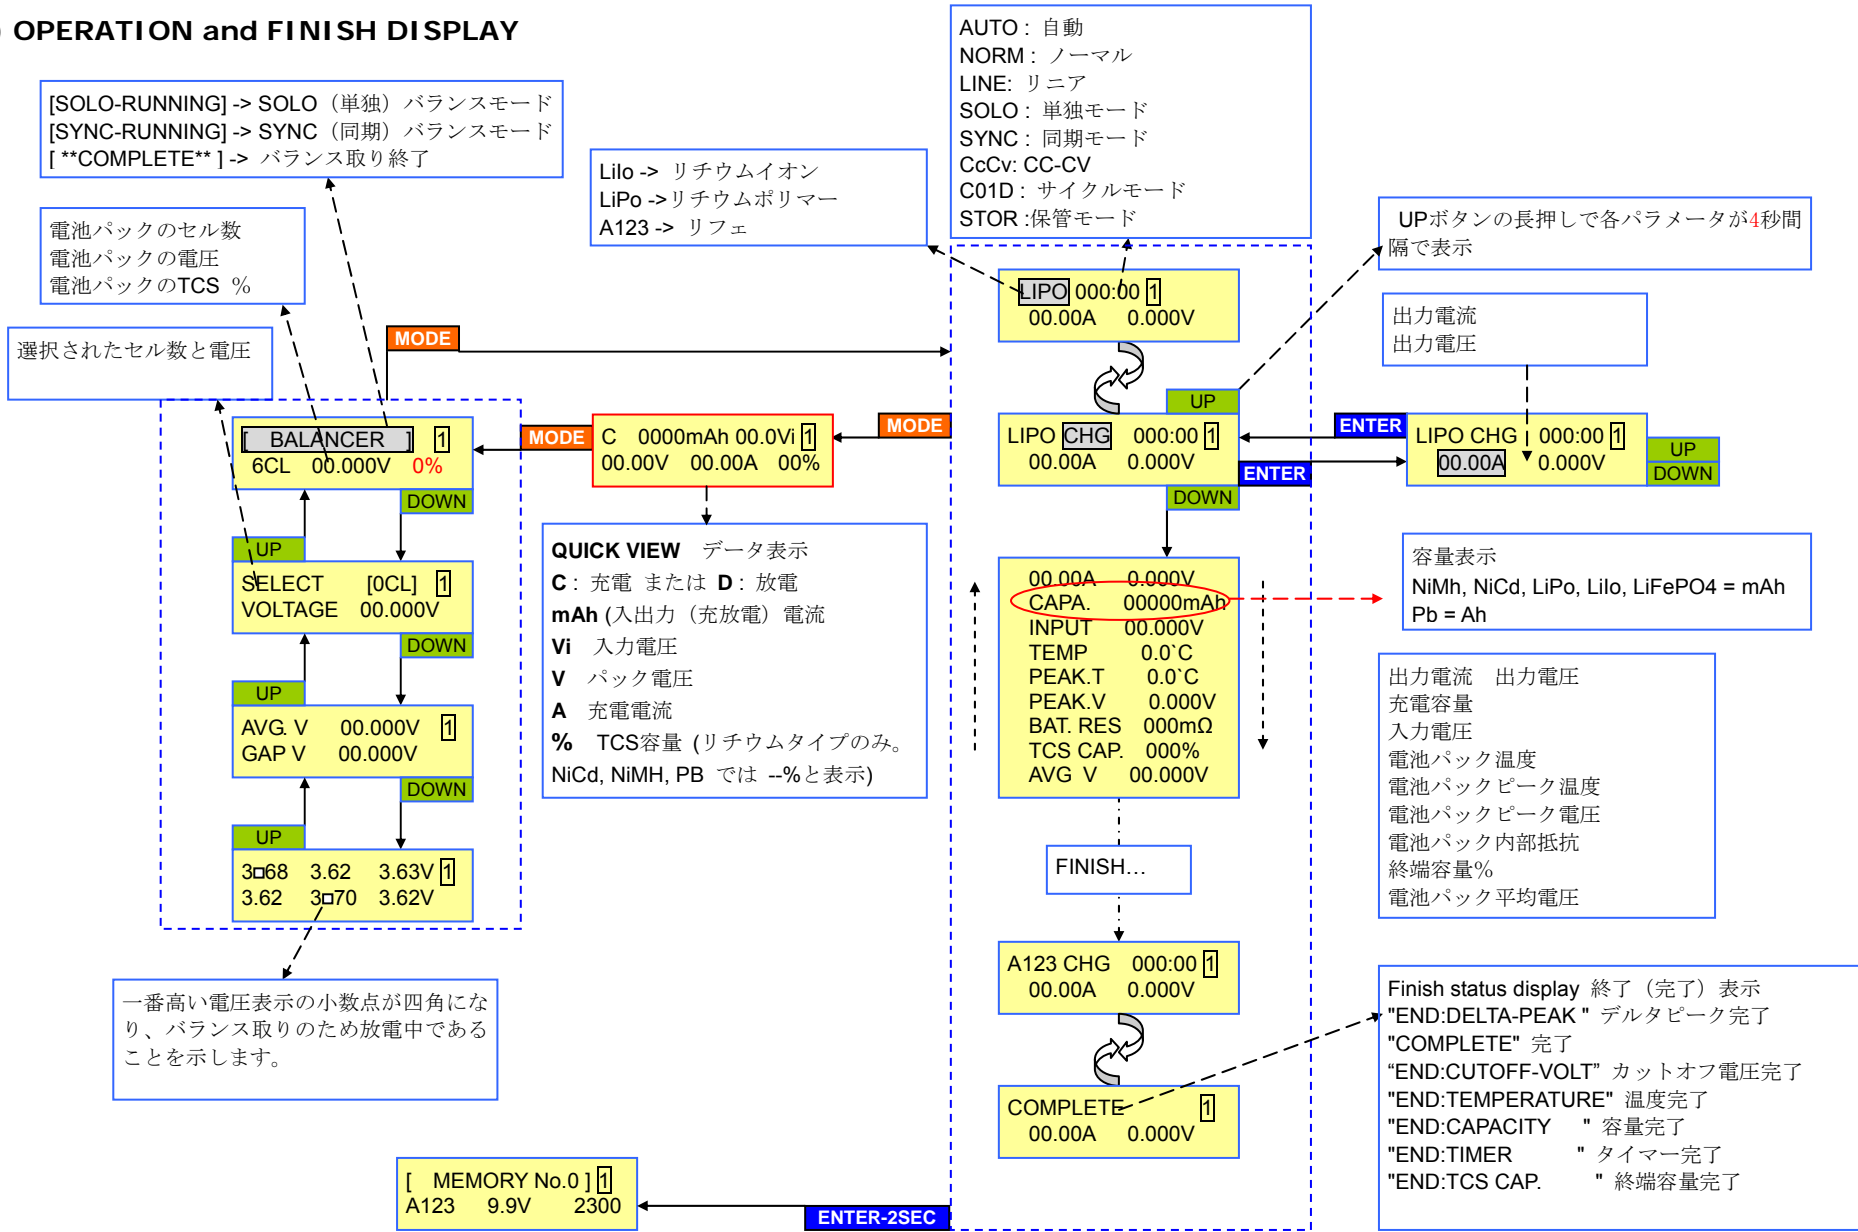 OPERATION and FINISH DISPLAY
[SOLO-RUNNING] -> SOLO（単独）バランスモード
[SYNC-RUNNING] -> SYNC（同期）バランスモード
[ **COMPLETE** ] -> バランス取り終了
電池パックのセル数
電池パックの電圧
電池パックのTCS %
選択されたセル数と電圧
LiIo -> リチウムイオン
LiPo ->リチウムポリマー
A123 -> リフェ
AUTO : 自動
NORM : ノーマル
LINE: リニア
SOLO : 単独モード
SYNC : 同期モード
CcCv: CC-CV
C01D : サイクルモード
STOR :保管モード
UPボタンの長押しで各パラメータが4秒間
隔で表示
出力電流
出力電圧
LIPO 000:00 1
00.00A 0.000V
MODE
[ BALANCER ] 1
6CL 00.000V 0%
DOWN
MODE
C 0000mAh 00.0Vi 1
00.00V 00.00A 00%
MODE
UP
LIPO CHG 000:00 1
00.00A 0.000V
DOWN
ENTER
ENTER
LIPO CHG 000:00 1
00.00A 0.000V
UP
DOWN
UP
SELECT [0CL] 1
VOLTAGE 00.000V
DOWN
UP
AVG. V 00.000V 1
GAP V 00.000V
DOWN
UP
3□68 3.62 3.63V 1
3.62 3□70 3.62V
一番高い電圧表示の小数点が四角にな
り、バランス取りのため放電中である
ことを示します。
QUICK VIEW データ表示
C : 充電 または D : 放電
mAh (入出力（充放電）電流
Vi 入力電圧
V パック電圧
A 充電電流
% TCS容量 (リチウムタイプのみ。
NiCd, NiMH, PB では --%と表示)
00.00A 0.000V
CAPA. 00000mAh
INPUT 00.000V
TEMP 0.0`C
PEAK.T 0.0`C
PEAK.V 0.000V
BAT. RES 000mΩ
TCS CAP. 000%
AVG V 00.000V
容量表示
NiMh, NiCd, LiPo, LiIo, LiFePO4 = mAh
Pb = Ah
出力電流 出力電圧
充電容量
入力電圧
電池パック温度
電池パックピーク温度
電池パックピーク電圧
電池パック内部抵抗
終端容量%
電池パック平均電圧
FINISH…
A123 CHG 000:00 1
00.00A 0.000V
COMPLETE 1
00.00A 0.000V
Finish status display 終了（完了）表示
"END:DELTA-PEAK " デルタピーク完了
"COMPLETE" 完了
“END:CUTOFF-VOLT” カットオフ電圧完了
"END:TEMPERATURE" 温度完了
"END:CAPACITY " 容量完了
"END:TIMER " タイマー完了
"END:TCS CAP. " 終端容量完了
[ MEMORY No.0 ] 1
A123 9.9V 2300
ENTER-2SEC